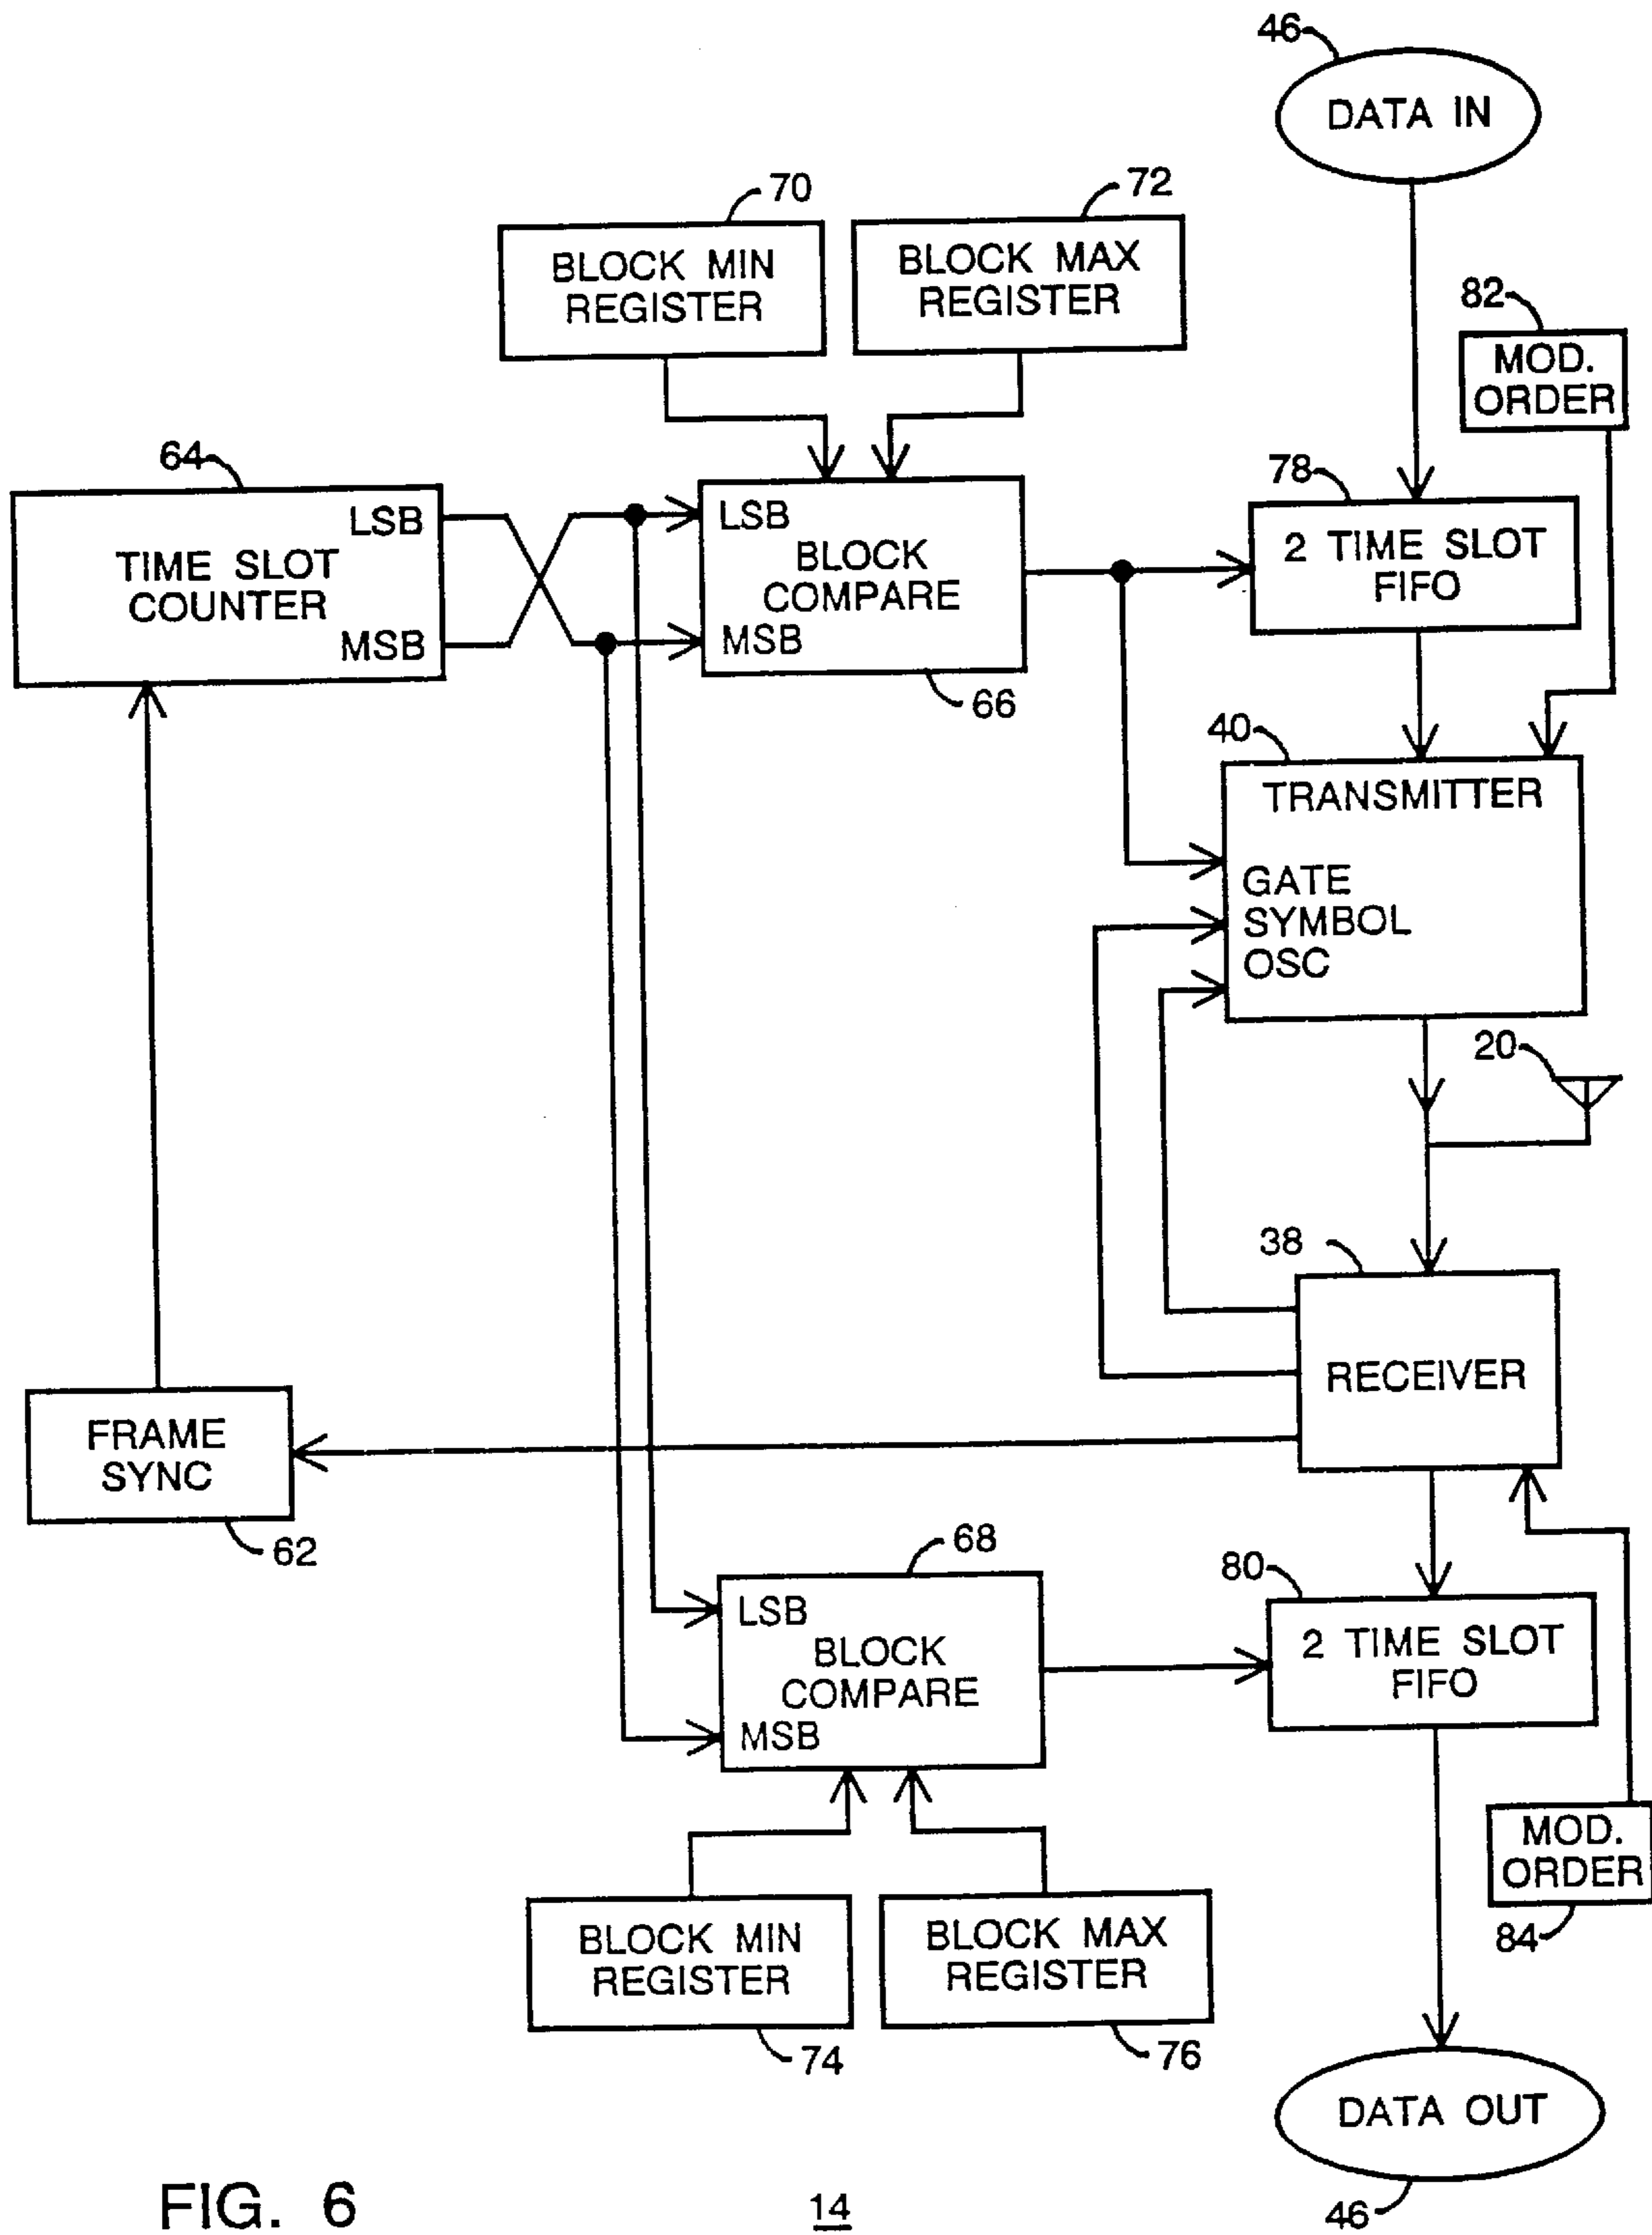 46
DATA IN
70
72
BLOCK MIN
REGISTER
BLOCK MAX
REGISTER
82
MOD.
ORDER
64
LSB
TIME SLOT
COUNTER
MSB
LSB
BLOCK
COMPARE
MSB
66
78
2 TIME SLOT
FIFO
40
TRANSMITTER
GATE
SYMBOL
OSC
20
38
RECEIVER
FRAME
SYNC
62
68
LSB
BLOCK
COMPARE
MSB
80
2 TIME SLOT
FIFO
MOD.
ORDER
84
BLOCK MIN
REGISTER
74
BLOCK MAX
REGISTER
76
DATA OUT
46
FIG. 6
14